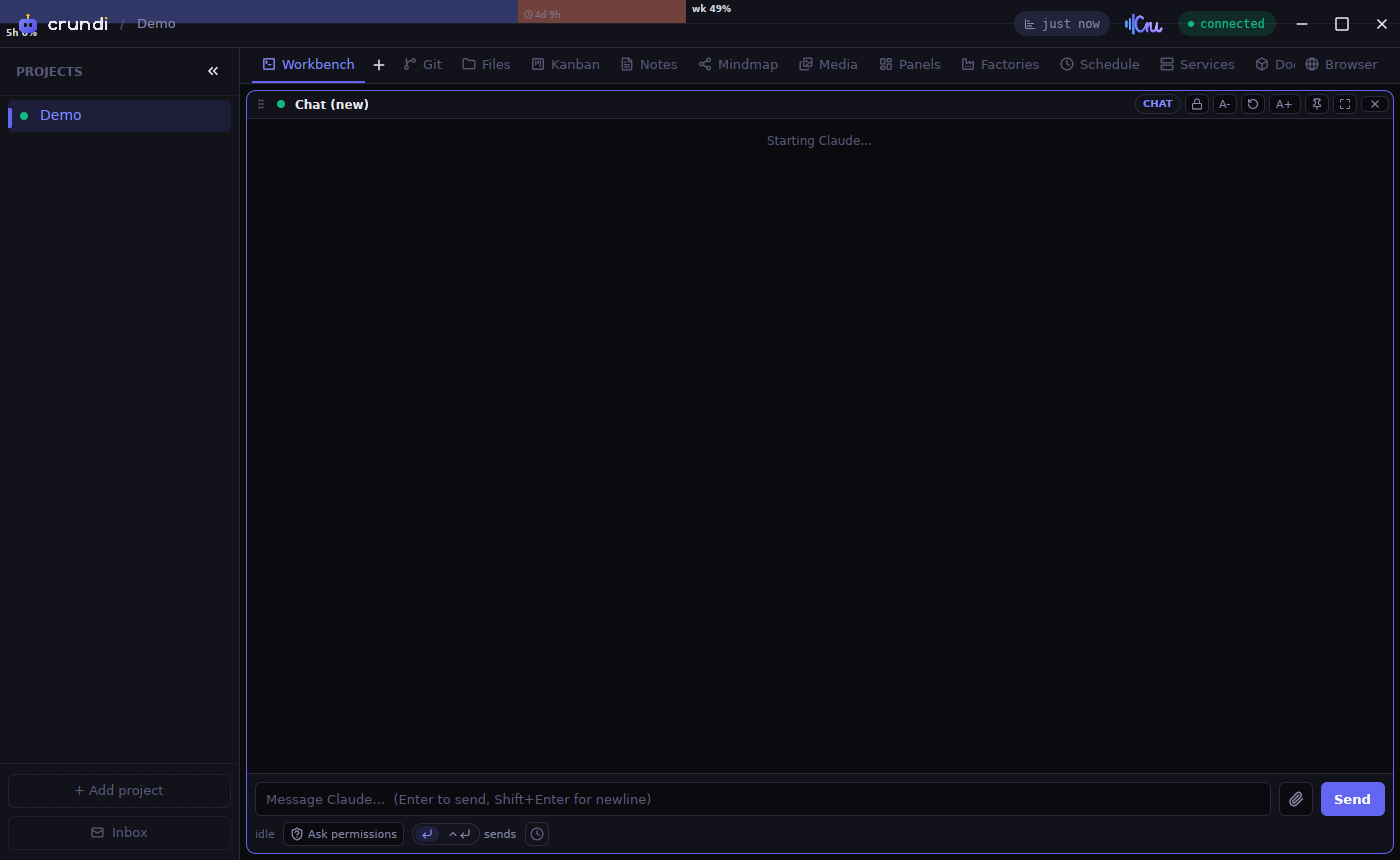 4d 9h
wk 49%
5h 0%
crundi / Demo
just now
Cru
connected
PROJECTS
Workbench
Git
Files
Kanban
Notes
Mindmap
Media
Panels
Factories
Schedule
Services
Do
Browser
Demo
Chat (new)
CHAT
A-
A+
Starting Claude...
+ Add project
Inbox
Message Claude... (Enter to send, Shift+Enter for newline)
Send
idle
Ask permissions
sends